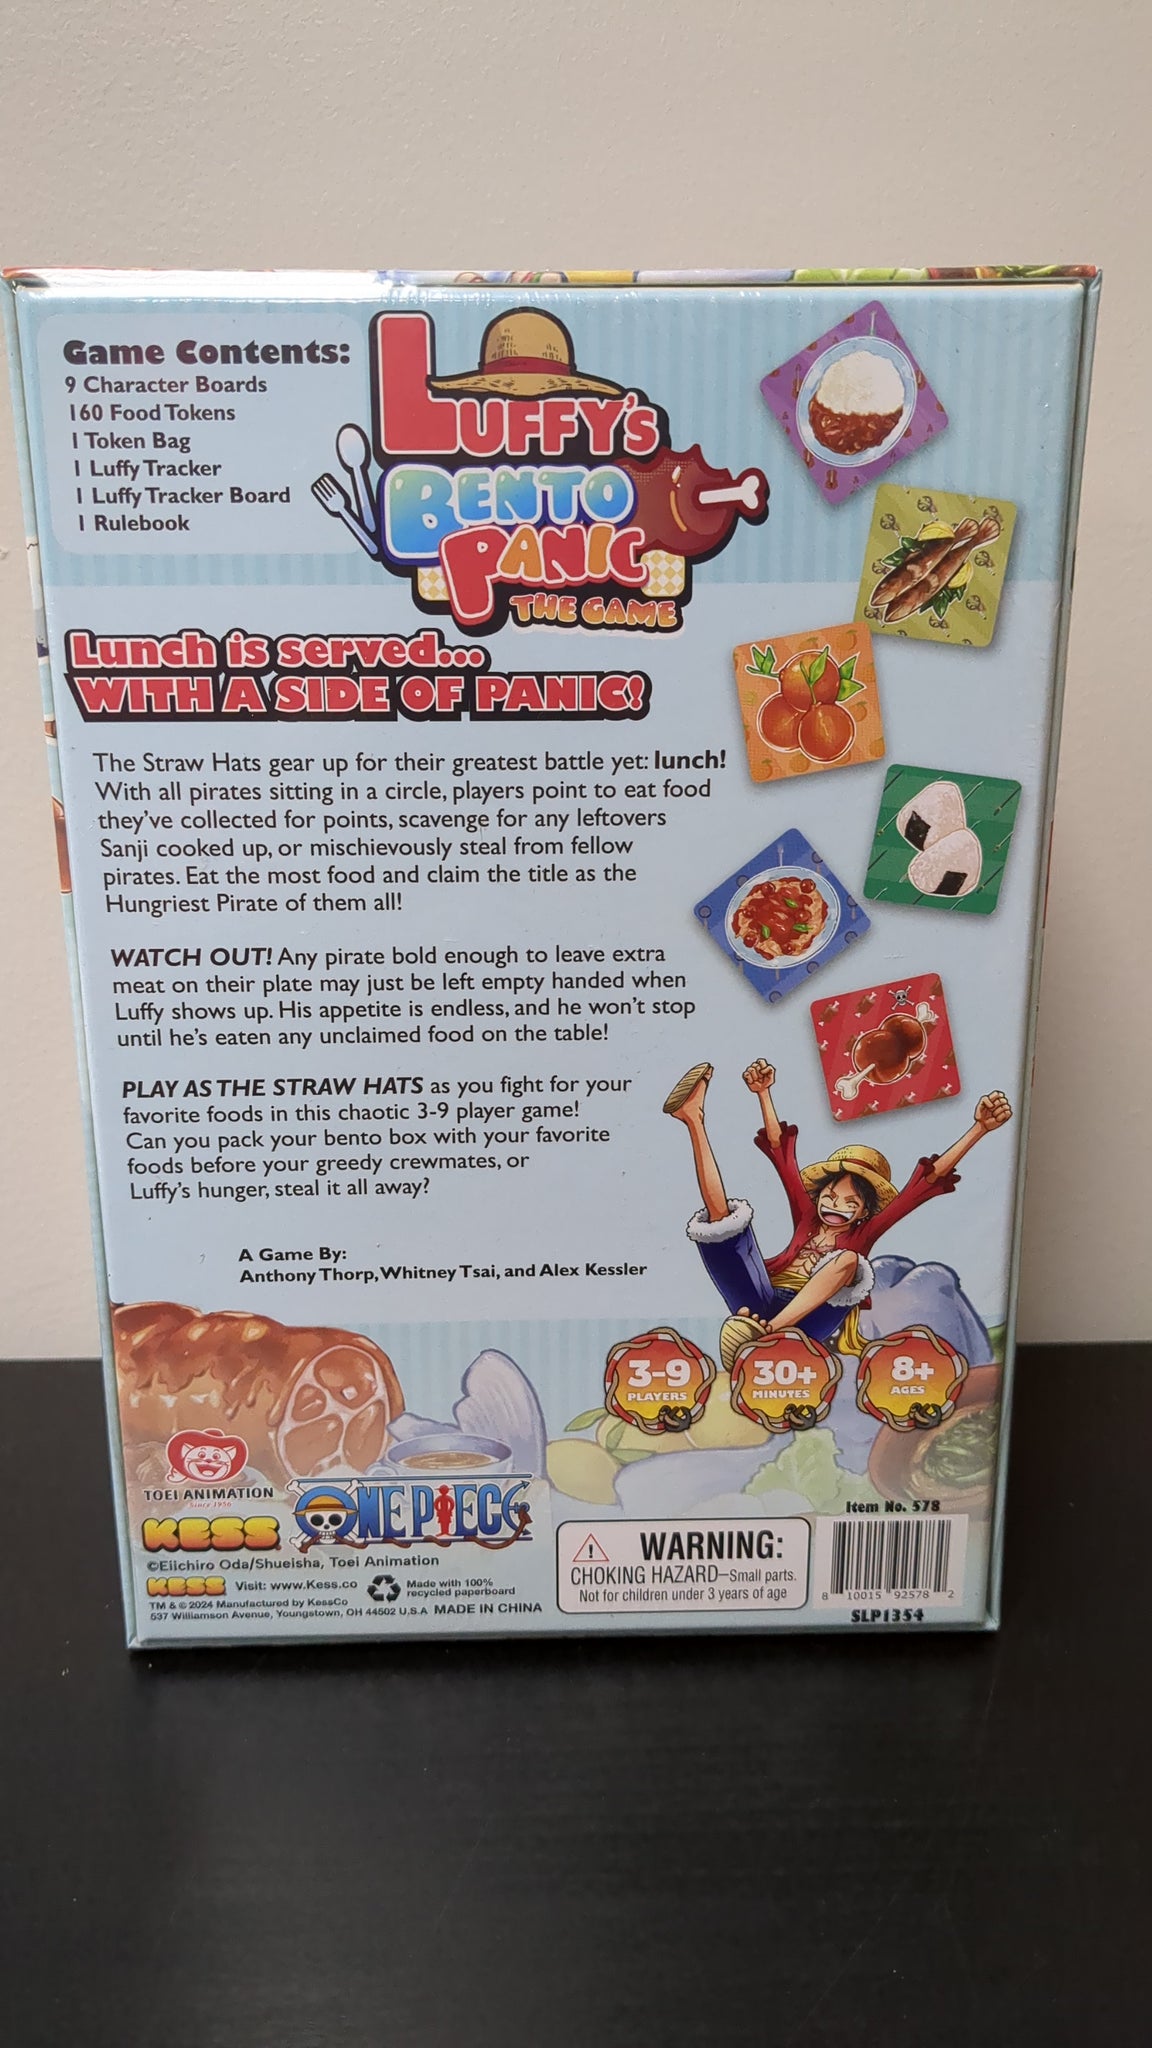 Game Contents:
9 Character Boards
160 Food Tokens
1 Token Bag
1 Luffy Tracker
1 Luffy Tracker Board
1 Rulebook
LUFFY'S
BENTO
PANIC
THE GAME
Lunch is served...
WITH A SIDE OF PANIC!
The Straw Hats gear up for their greatest battle yet: lunch!
With all pirates sitting in a circle, players point to eat food
they've collected for points, scavenge for any leftovers
Sanji cooked up, or mischievously steal from fellow
pirates. Eat the most food and claim the title as the
Hungriest Pirate of them all!
WATCH OUT! Any pirate bold enough to leave extra
meat on their plate may just be left empty handed when
Luffy shows up. His appetite is endless, and he won't stop
until he's eaten any unclaimed food on the table!
PLAY AS THE STRAW HATS as you fight for your
favorite foods in this chaotic 3-9 player game!
Can you pack your bento box with your favorite
foods before your greedy crewmates, or
Luffy's hunger, steal it all away?
A Game By:
Anthony Thorp, Whitney Tsai, and Alex Kessler
3-9
PLAYERS
30+
MINUTES
8+
AGES
TOEI ANIMATION
Since 1956
KESS
ONE PIECE
©Eiichiro Oda/Shueisha, Toei Animation
KESS Visit: www.Kess.co
Made with 100%
recycled paperboard
TM & © 2024 Manufactured by KessCo
537 Williamson Avenue, Youngstown, OH 44502 U.S.A MADE IN CHINA
WARNING:
CHOKING HAZARD—Small parts.
Not for children under 3 years of age
Item No. 578
8 10015 92578 2
SLP1354